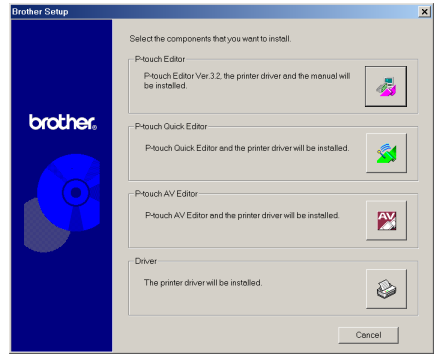 Brother Setup
Select the components that you want to install.
P-touch Editor
P-touch Editor Ver.3.2, the printer driver and the manual will
be installed.
brother®
P-touch Quick Editor
P-touch Quick Editor and the printer driver will be installed.
P-touch AV Editor
P-touch AV Editor and the printer driver will be installed.
AV
Driver
The printer driver will be installed.
Cancel